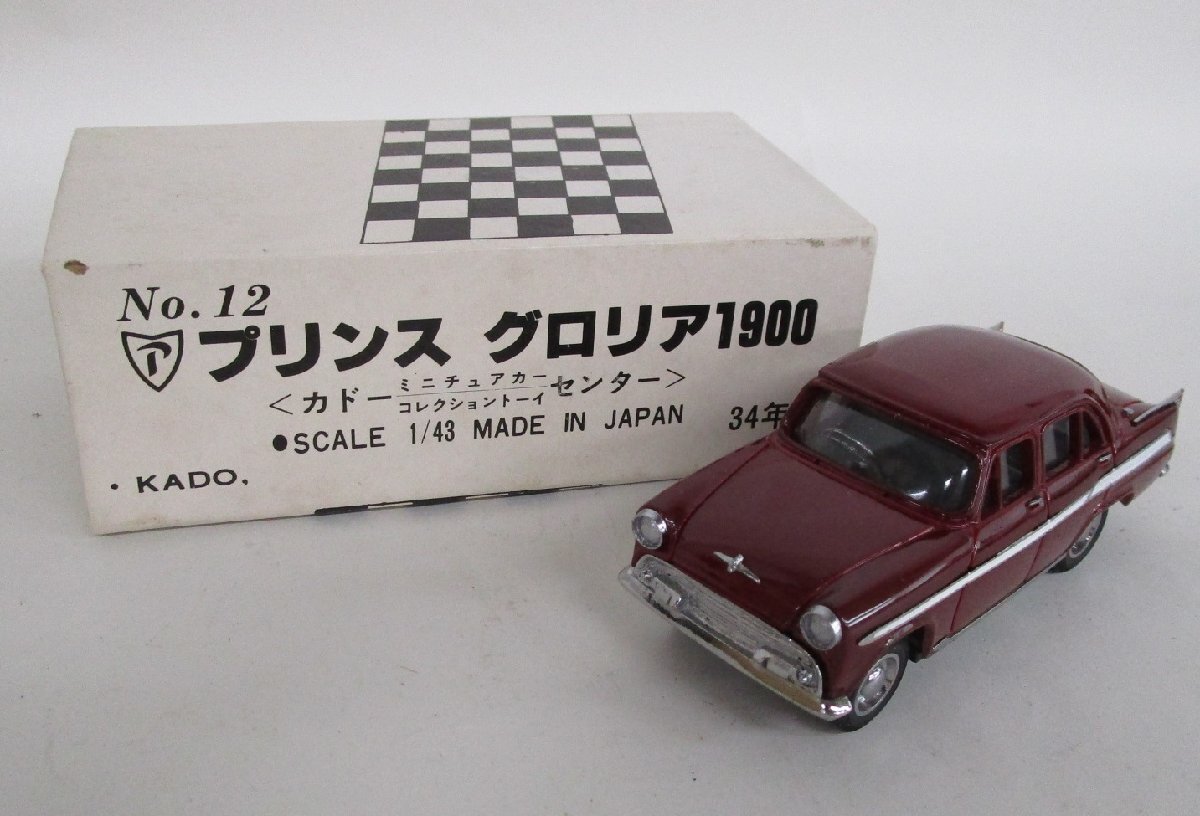 No.12
ア プリンス グロリア1900
<カドー ミニチュアカー コレクショントーイ センター>
●SCALE 1/43 MADE IN JAPAN 34年
・KADO.